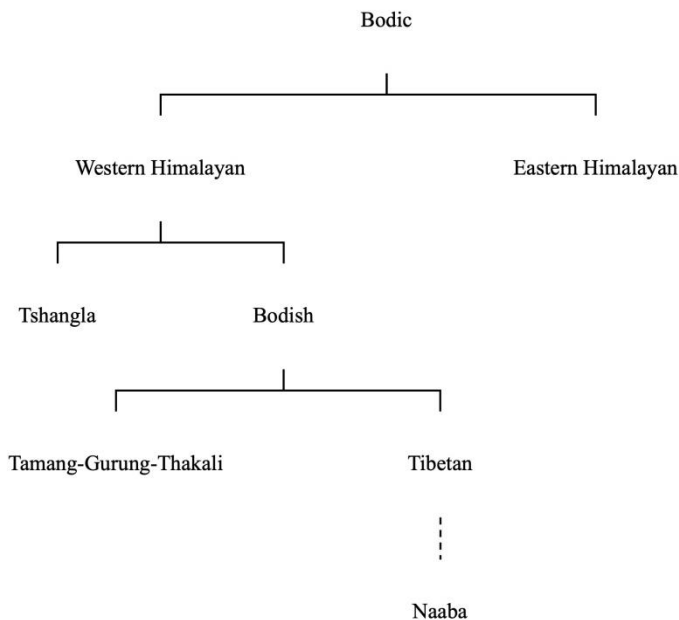 Bodic
Western Himalayan
Eastern Himalayan
Tshangla
Bodish
Tamang-Gurung-Thakali
Tibetan
Naaba